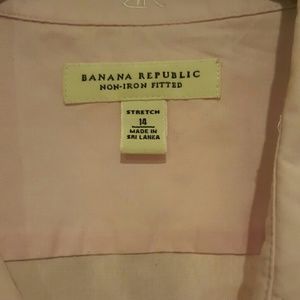 BANANA REPUBLIC
NON-IRON FITTED
STRETCH
14
MADE IN
SRI LANKA